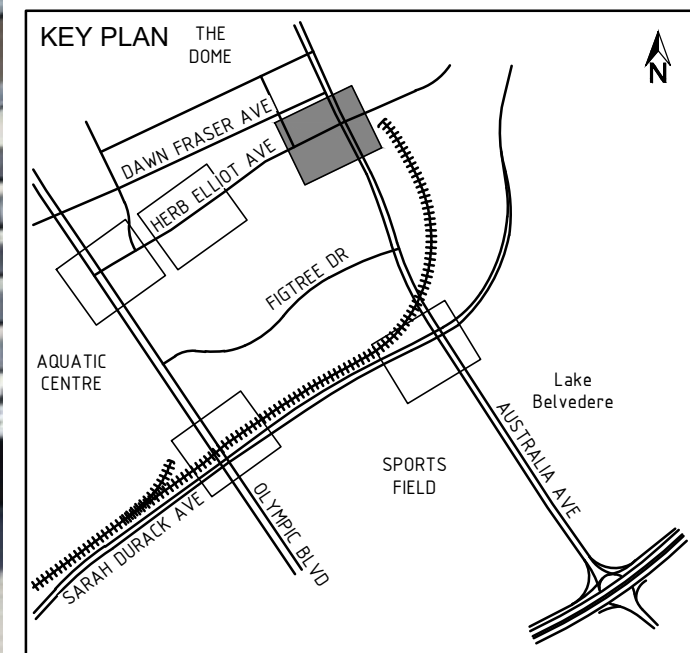 KEY PLAN
THE
DOME
N
DAWN FRASER AVE
HERB ELLIOT AVE
FIGTREE DR
AQUATIC
CENTRE
Lake
Belvedere
AUSTRALIA AVE
SPORTS
FIELD
OLYMPIC BLVD
SARAH DURACK AVE